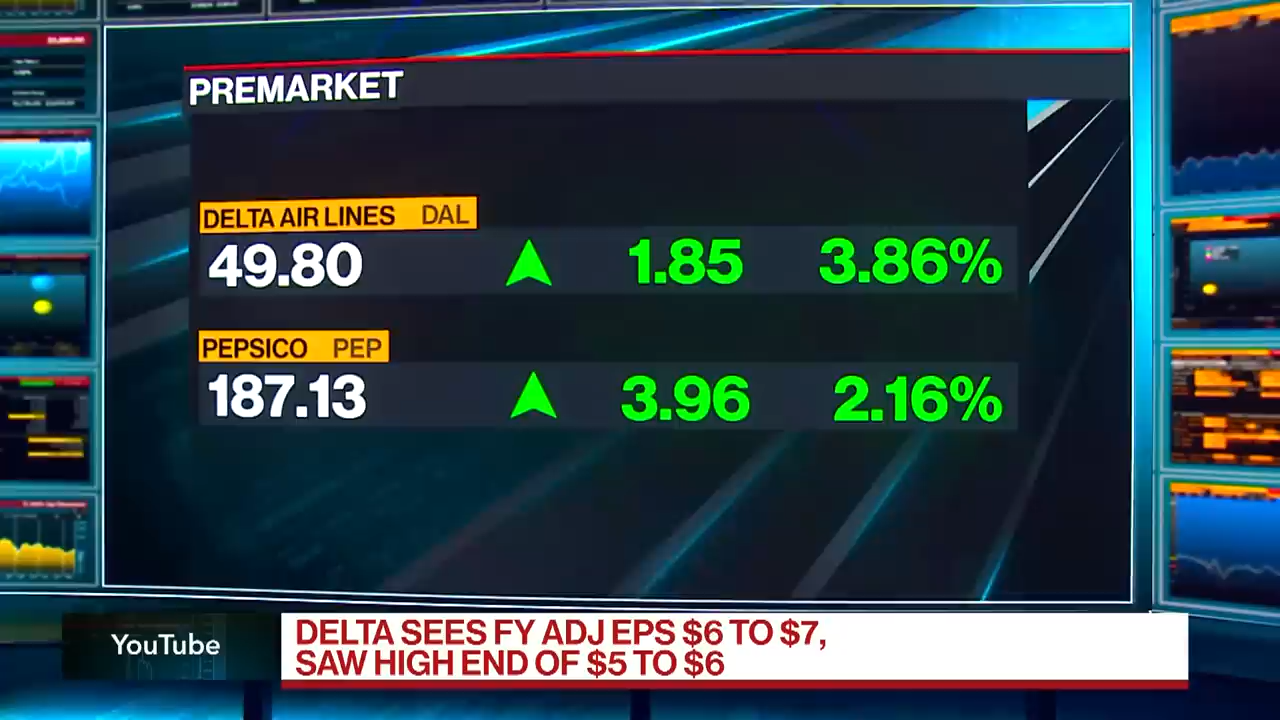 PREMARKET
DELTA AIR LINES DAL
49.80 ▲ 1.85 3.86%
PEPSICO PEP
187.13 ▲ 3.96 2.16%
YouTube
DELTA SEES FY ADJ EPS $6 TO $7,
SAW HIGH END OF $5 TO $6